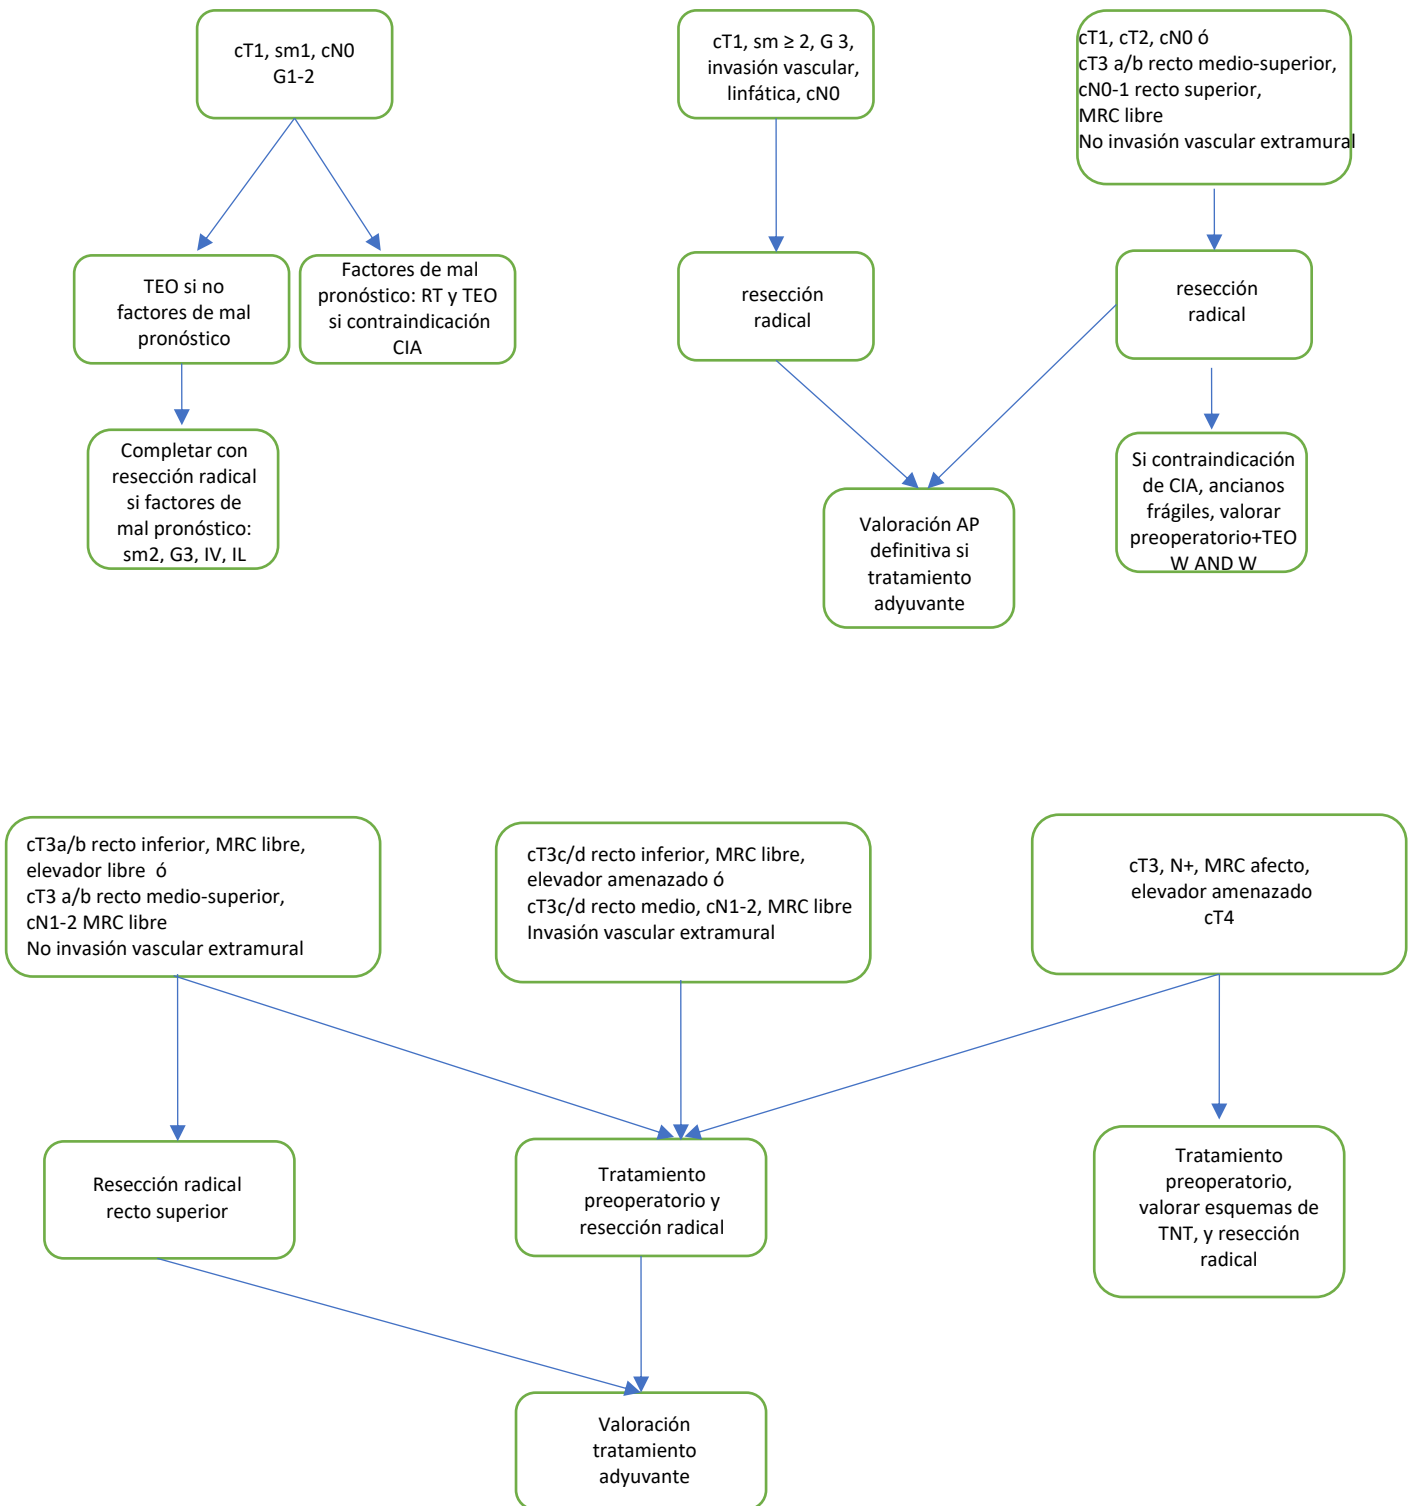 cT1, sm1, cN0
G1-2
cT1, sm ≥ 2, G 3,
invasión vascular,
linfática, cN0
cT1, cT2, cN0 ó
cT3 a/b recto medio-superior,
cN0-1 recto superior,
MRC libre
No invasión vascular extramural
TEO si no
factores de mal
pronóstico
Factores de mal
pronóstico: RT y TEO
si contraindicación
CIA
resección
radical
resección
radical
Completar con
resección radical
si factores de
mal pronóstico:
sm2, G3, IV, IL
Valoración AP
definitiva si
tratamiento
adyuvante
Si contraindicación
de CIA, ancianos
frágiles, valorar
preoperatorio+TEO
W AND W
cT3a/b recto inferior, MRC libre,
elevador libre ó
cT3 a/b recto medio-superior,
cN1-2 MRC libre
No invasión vascular extramural
cT3c/d recto inferior, MRC libre,
elevador amenazado ó
cT3c/d recto medio, cN1-2, MRC libre
Invasión vascular extramural
cT3, N+, MRC afecto,
elevador amenazado
cT4
Resección radical
recto superior
Tratamiento
preoperatorio y
resección radical
Tratamiento
preoperatorio,
valorar esquemas de
TNT, y resección
radical
Valoración
tratamiento
adyuvante